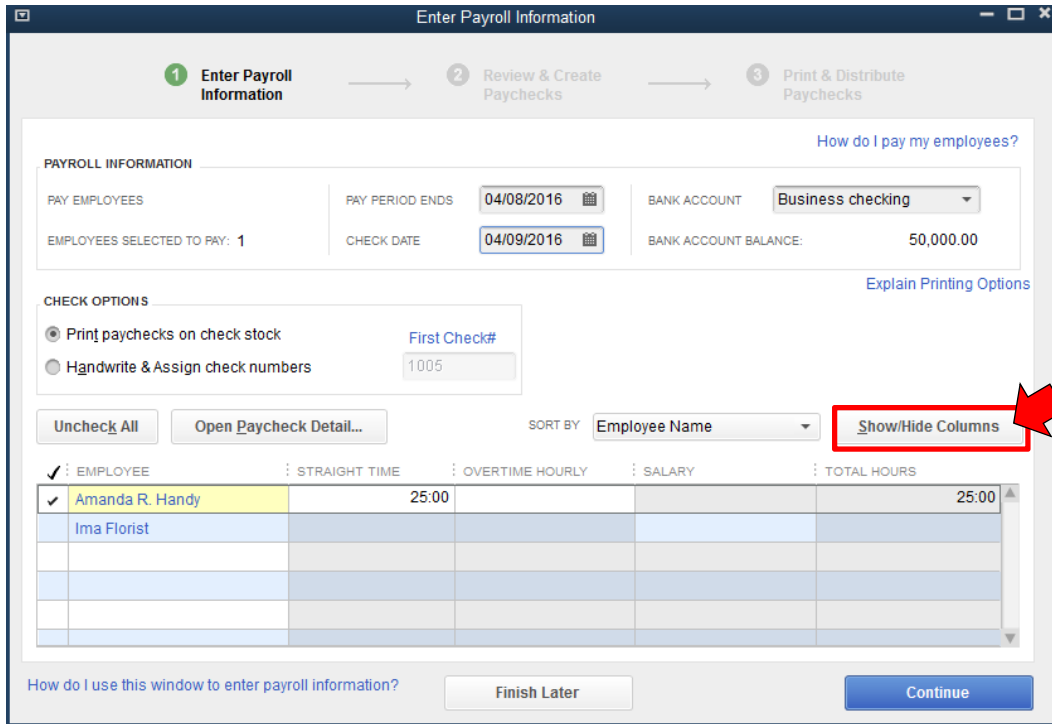 Enter Payroll Information
1 Enter Payroll Information
2 Review & Create Paychecks
3 Print & Distribute Paychecks
How do I pay my employees?
PAYROLL INFORMATION
PAY EMPLOYEES PAY PERIOD ENDS 04/08/2016 BANK ACCOUNT Business checking
EMPLOYEES SELECTED TO PAY: 1 CHECK DATE 04/09/2016 BANK ACCOUNT BALANCE: 50,000.00
Explain Printing Options
CHECK OPTIONS
Print paychecks on check stock First Check#
Handwrite & Assign check numbers 1005
Uncheck All Open Paycheck Detail... SORT BY Employee Name Show/Hide Columns
✓ EMPLOYEE STRAIGHT TIME OVERTIME HOURLY SALARY TOTAL HOURS
✓ Amanda R. Handy 25:00 25:00
Ima Florist
How do I use this window to enter payroll information? Finish Later Continue